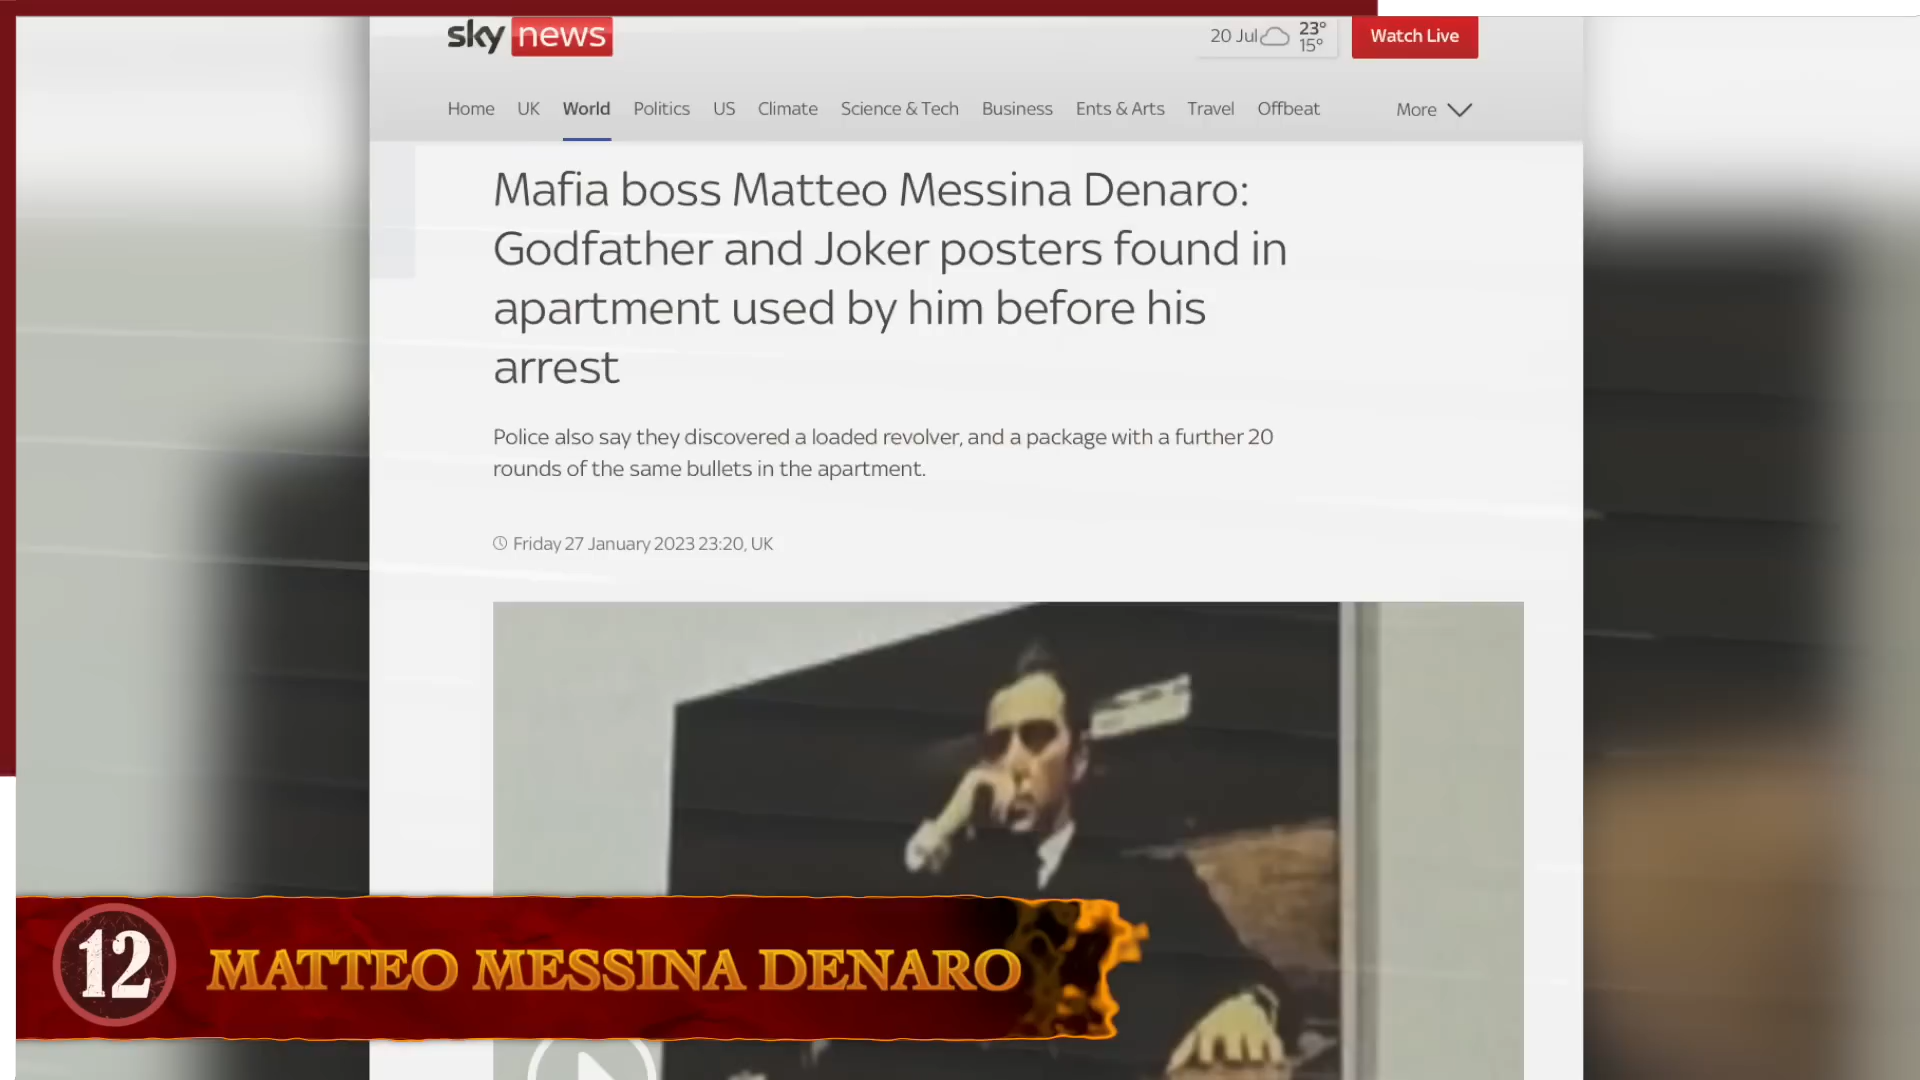 sky news
20 Jul 23° 15°
Watch Live
Home UK World Politics US Climate Science & Tech Business Ents & Arts Travel Offbeat More
Mafia boss Matteo Messina Denaro:
Godfather and Joker posters found in
apartment used by him before his
arrest
Police also say they discovered a loaded revolver, and a package with a further 20
rounds of the same bullets in the apartment.
Friday 27 January 2023 23:20, UK
12 MATTEO MESSINA DENARO